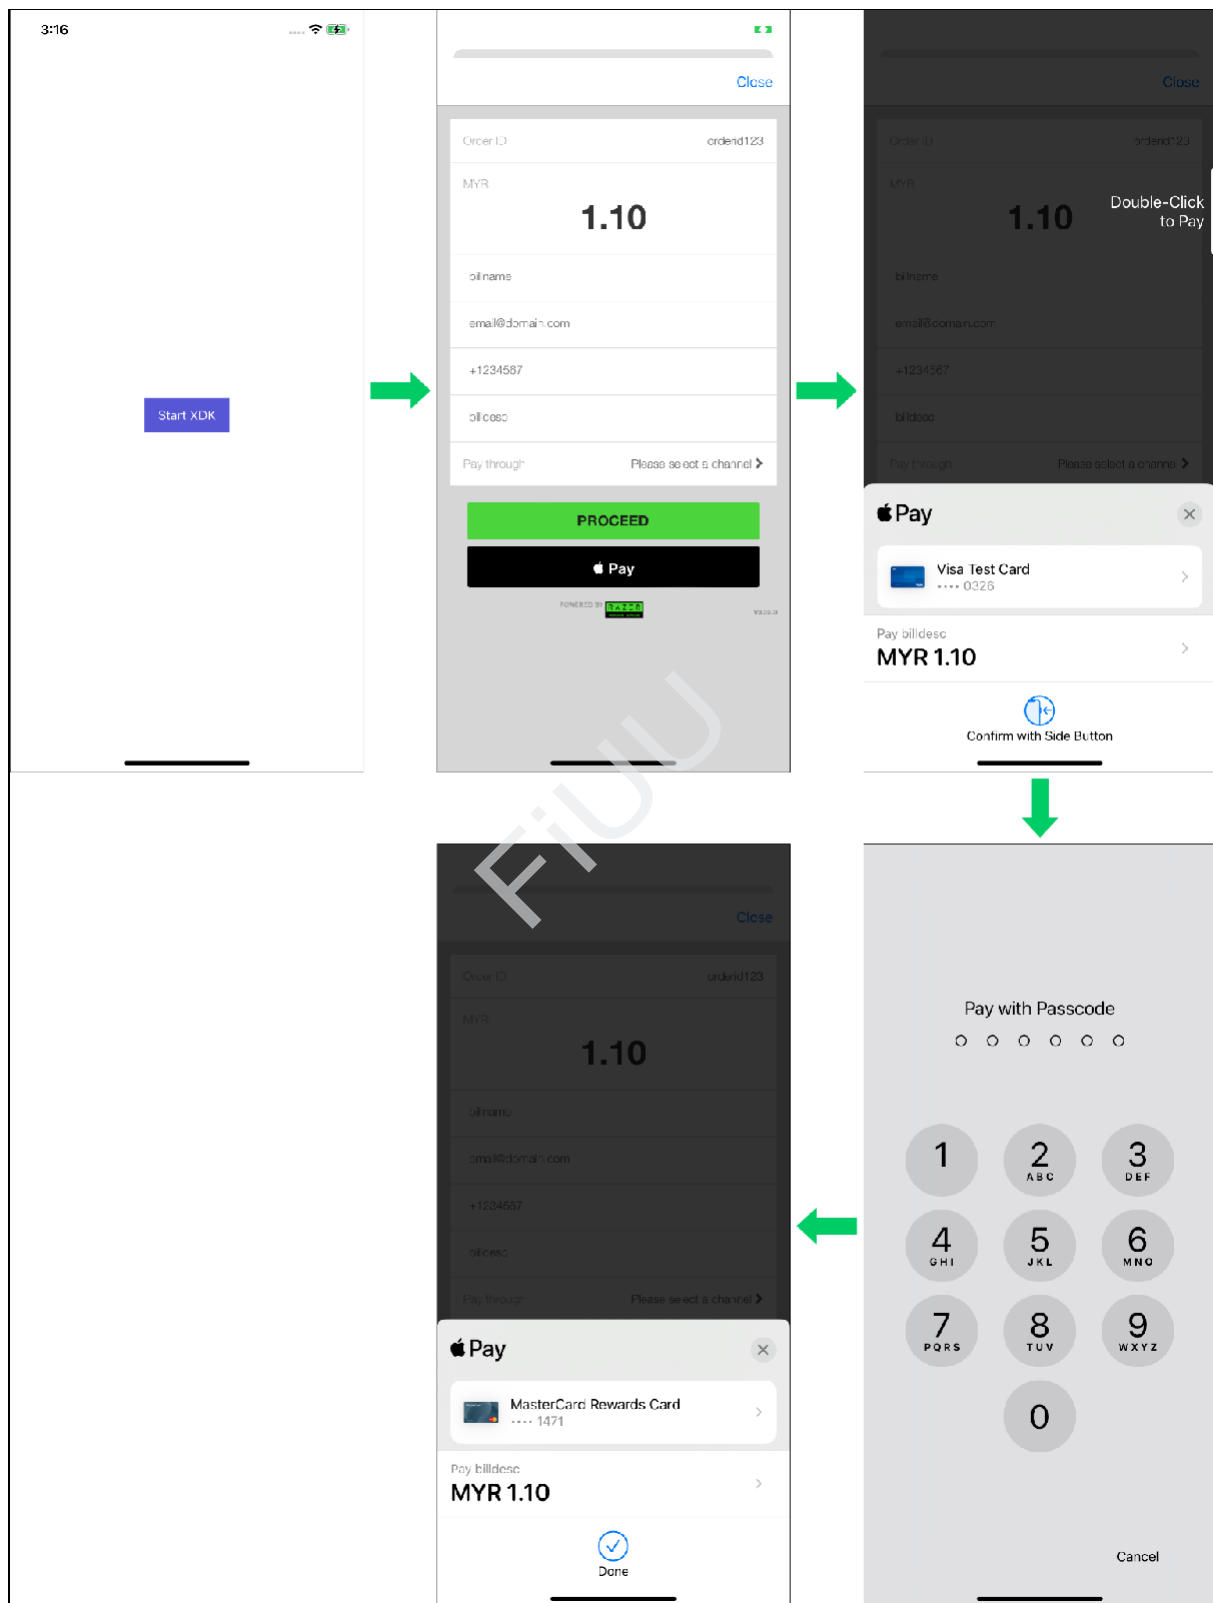 3:16
Start XDK
Close
Order ID orderid123
MYR
1.10
billname
email@domain.com
+1234567
billdesc
Pay through Please select a channel
PROCEED
Pay
POWERED BY RAZER
Close
Order ID orderid123
MYR
1.10
Double-Click
to Pay
billname
email@domain.com
+1234567
billdesc
Pay through Please select a channel
Pay
Visa Test Card
•••• 0326
Pay billdesc
MYR 1.10
Confirm with Side Button
Pay with Passcode
1 2 3
ABC DEF
4 5 6
GHI JKL MNO
7 8 9
PQRS TUV WXYZ
0
Cancel
Close
Order ID orderid123
MYR
1.10
billname
email@domain.com
+1234567
billdesc
Pay through Please select a channel
Pay
MasterCard Rewards Card
•••• 1471
Pay billdesc
MYR 1.10
Done
FiUU